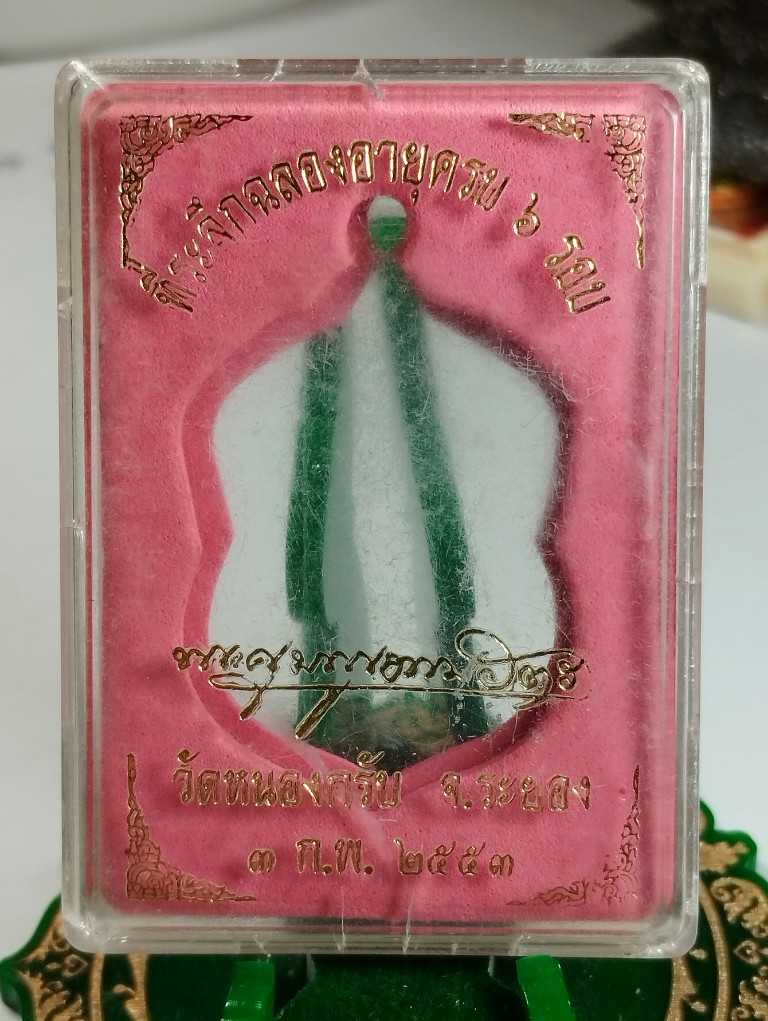 ที่ระลึกฉลองอายุครบ ๖ รอบ
วัดหนองกรับ จ.ระยอง
๓ ก.พ. ๒๕๕๓